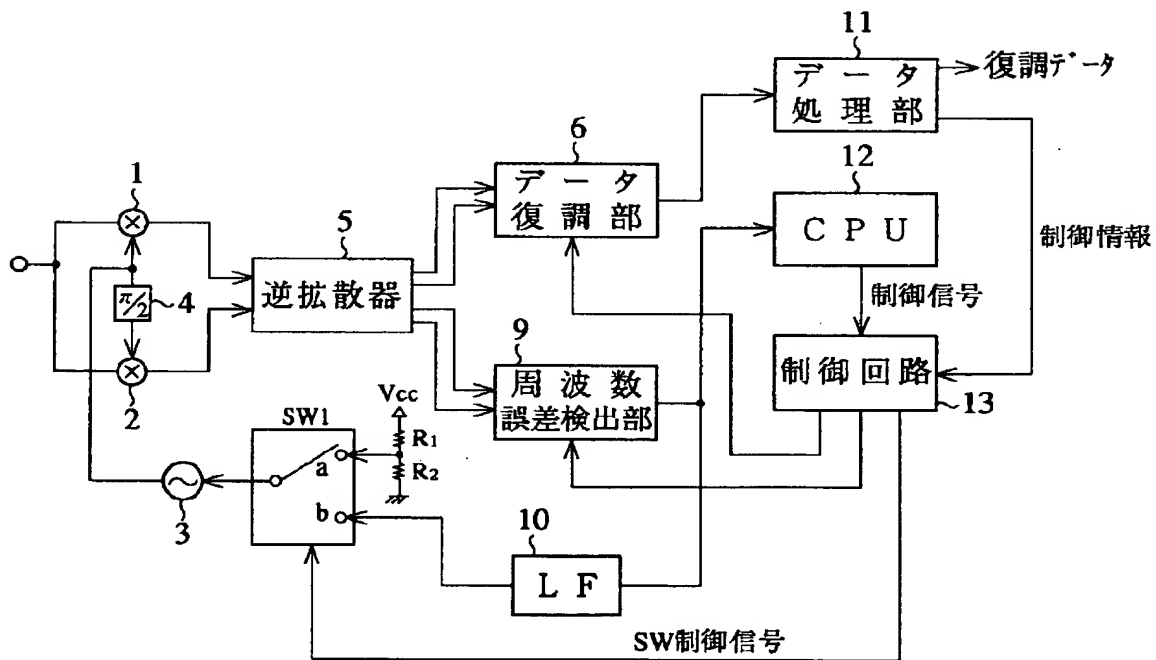 11
データ
処理部
復調データ
6
データ
復調部
12
CPU
制御情報
1
5
逆拡散器
π/2
4
制御信号
2
9
周波数
誤差検出部
制御回路
13
Vcc
R1
R2
SW1
a
b
3
10
LF
SW制御信号